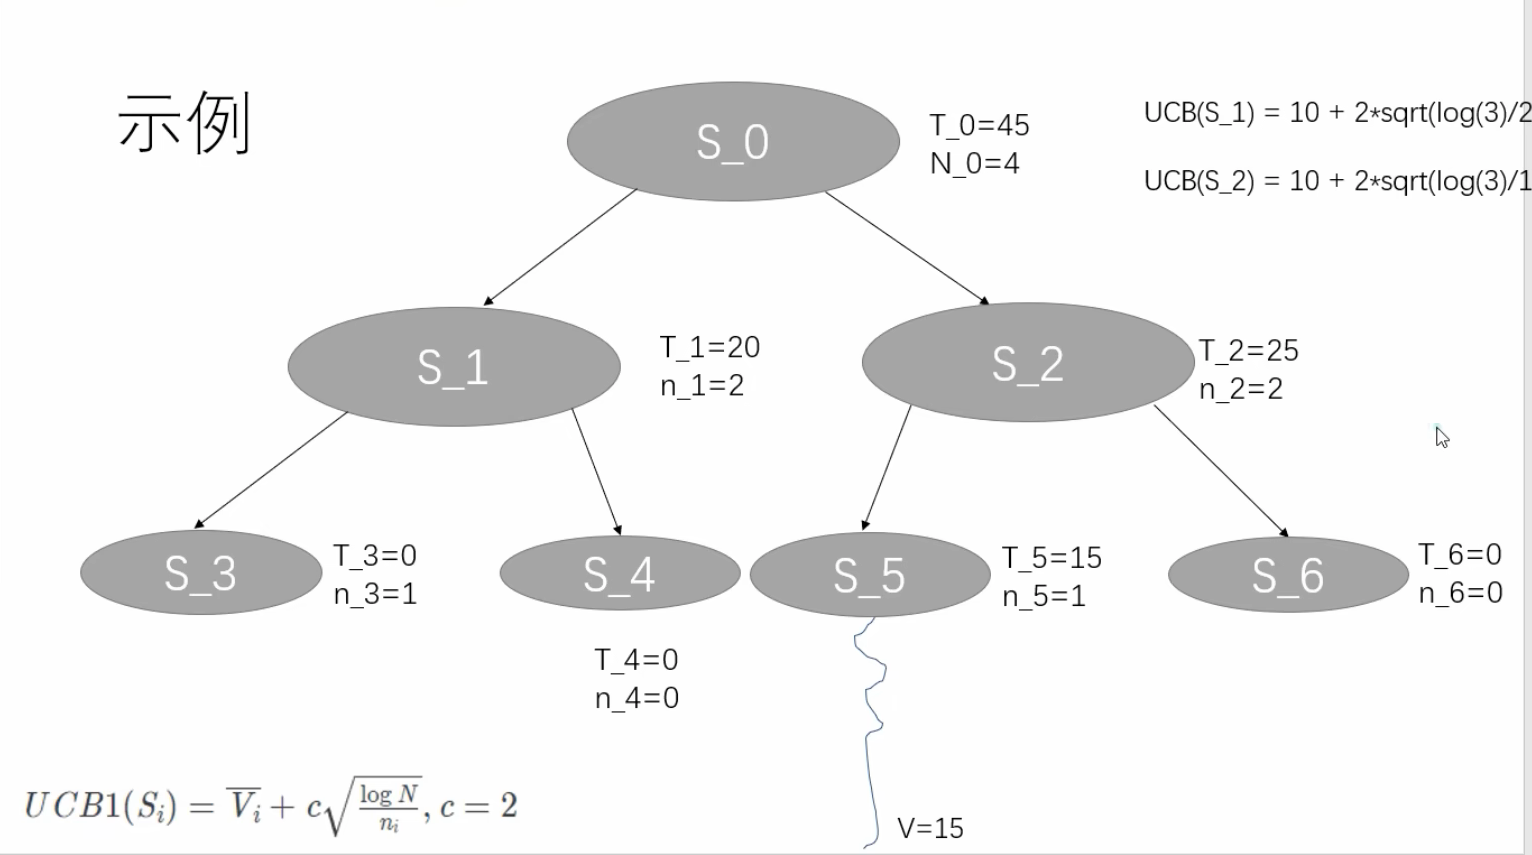 示例
S_0
T_0=45
N_0=4
UCB(S_1) = 10 + 2*sqrt(log(3)/2
UCB(S_2) = 10 + 2*sqrt(log(3)/1
S_1
T_1=20
n_1=2
S_2
T_2=25
n_2=2
S_3
T_3=0
n_3=1
S_4
T_4=0
n_4=0
S_5
T_5=15
n_5=1
S_6
T_6=0
n_6=0
UCB1(S_i) = \overline{V_i} + c\sqrt{\frac{\log N}{n_i}}, c = 2
V=15